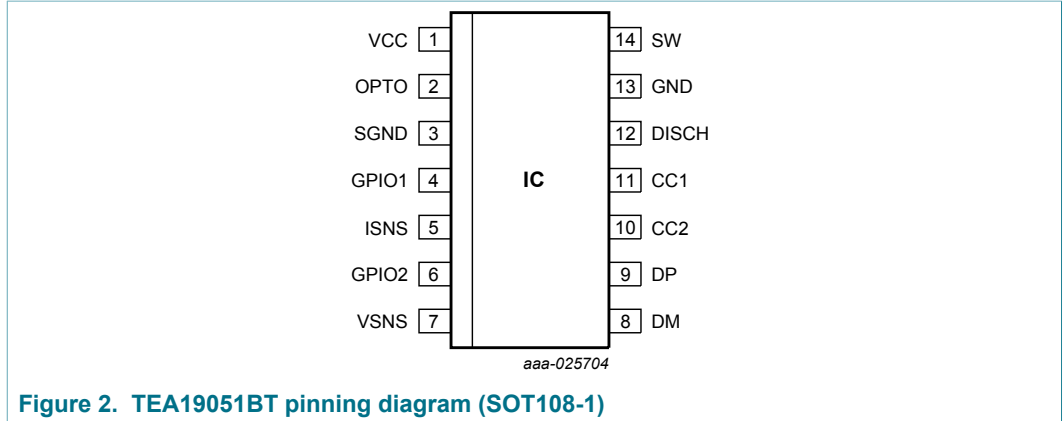 VCC 1
OPTO 2
SGND 3
GPIO1 4
ISNS 5
GPIO2 6
VSNS 7
IC
14 SW
13 GND
12 DISCH
11 CC1
10 CC2
9 DP
8 DM
aaa-025704
Figure 2. TEA19051BT pinning diagram (SOT108-1)